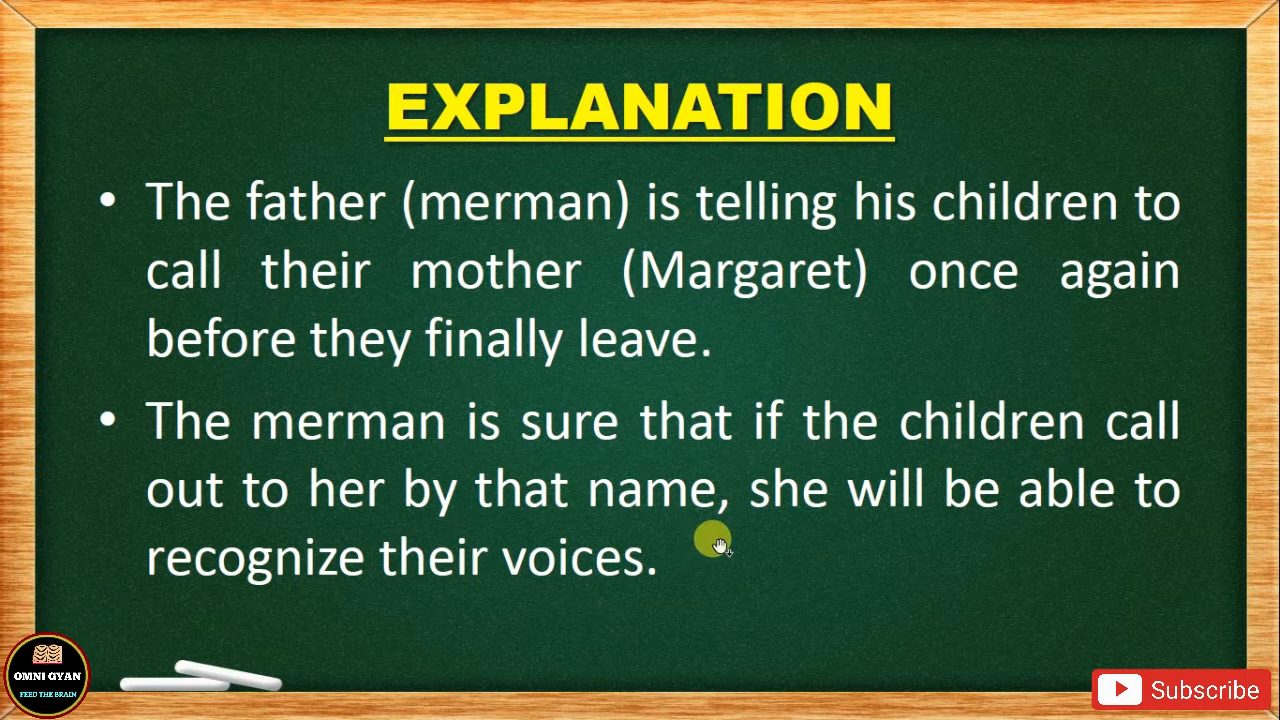 EXPLANATION
• The father (merman) is telling his children to
call their mother (Margaret) once again
before they finally leave.
• The merman is sure that if the children call
out to her by that name, she will be able to
recognize their voices.
OMNI GYAN
FEED THE BRAIN
Subscribe